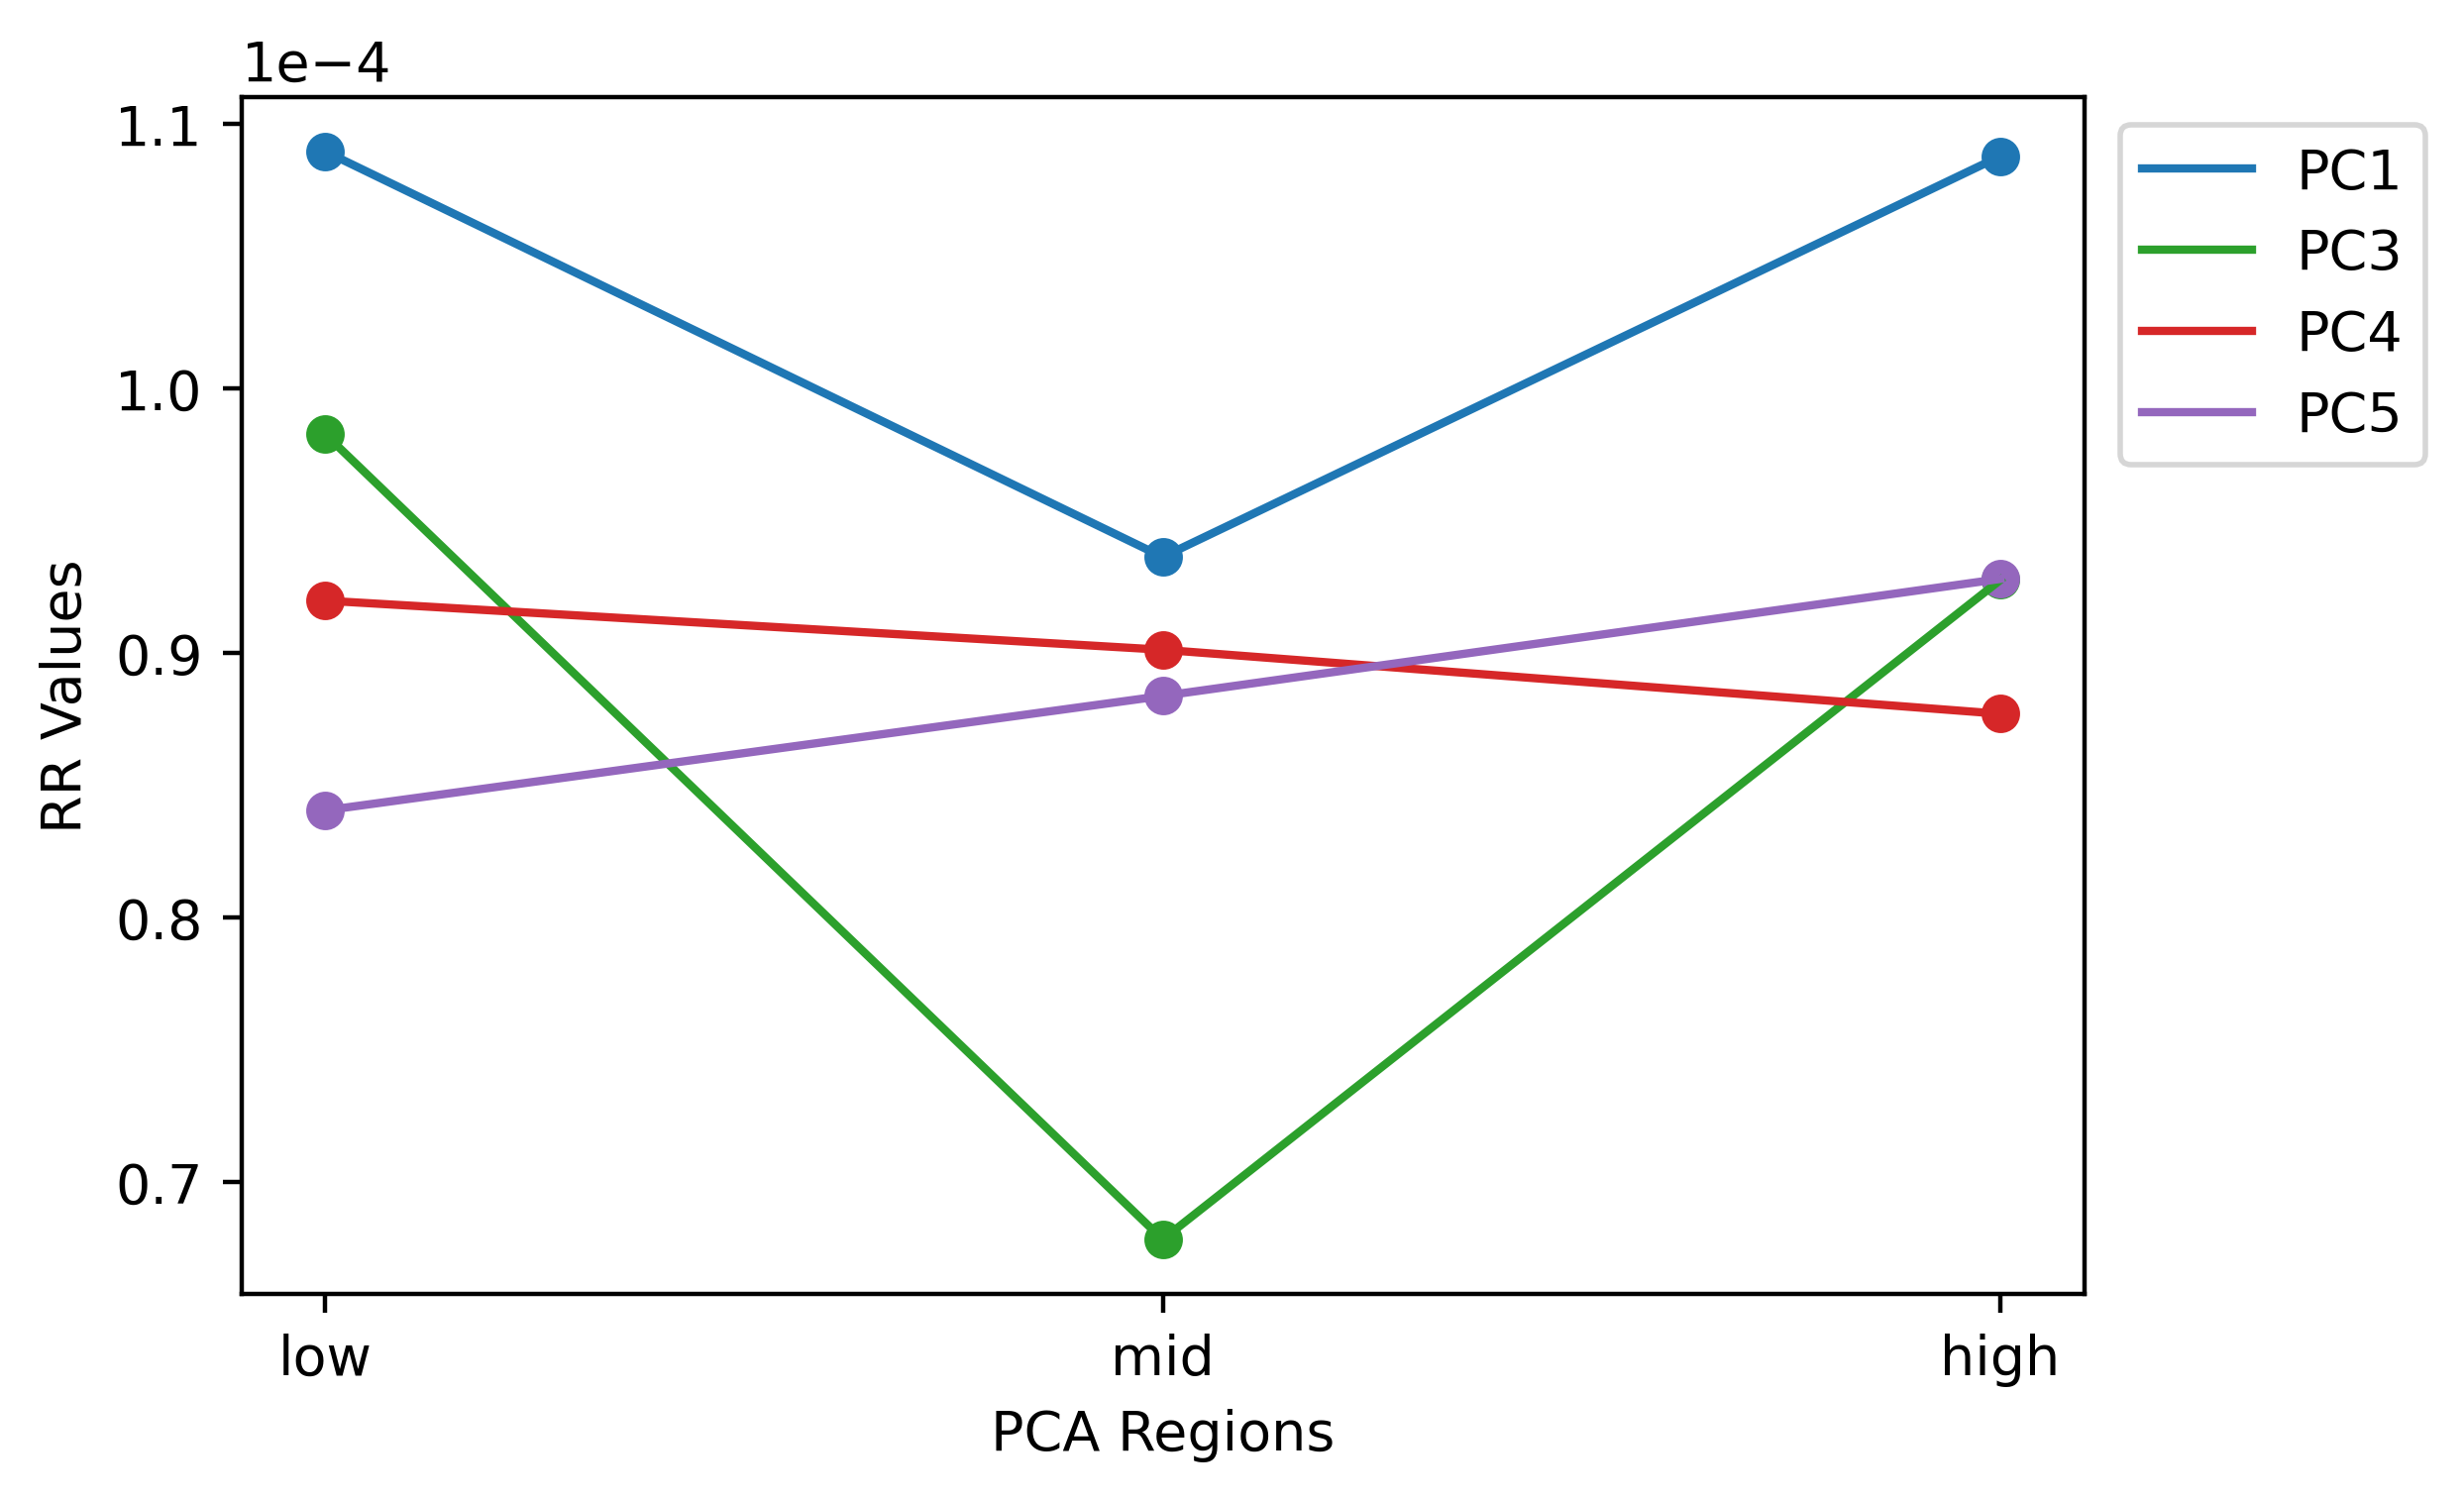 1e−4
1.1
1.0
0.9
0.8
0.7
RR Values
low
mid
high
PCA Regions
PC1
PC3
PC4
PC5